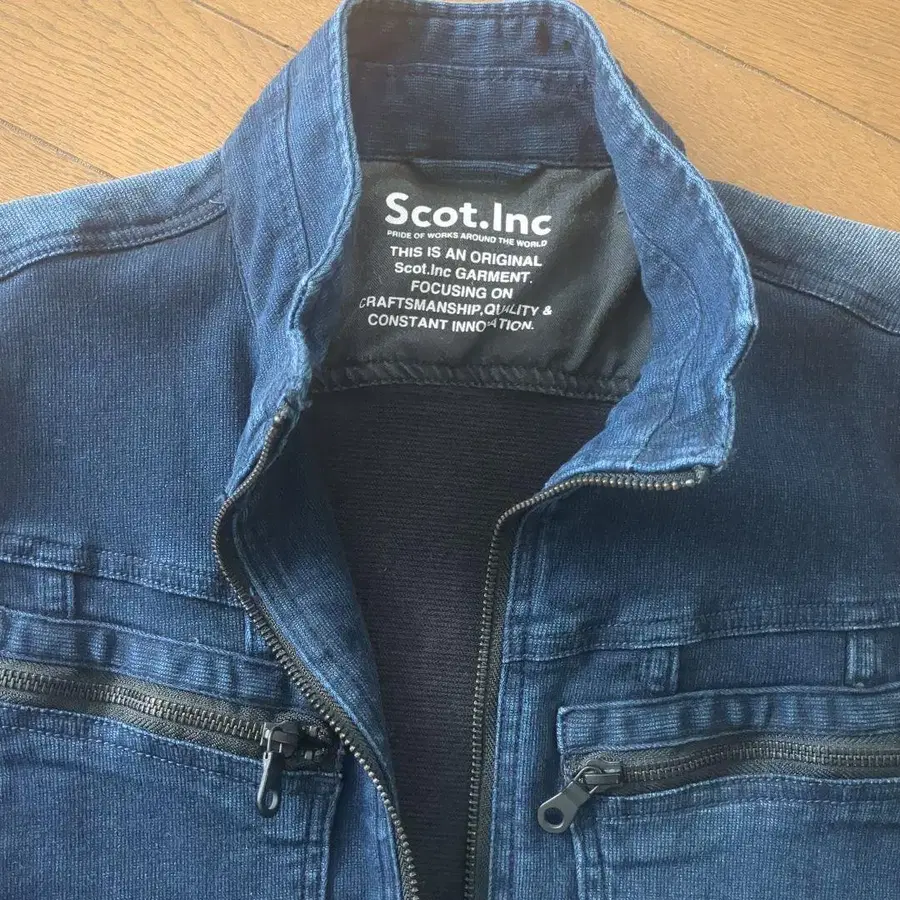 Scot.Inc
PRIDE OF WORKS AROUND THE WORLD
THIS IS AN ORIGINAL
Scot.Inc GARMENT.
FOCUSING ON
CRAFTSMANSHIP,QUALITY &
CONSTANT INNOVATION.